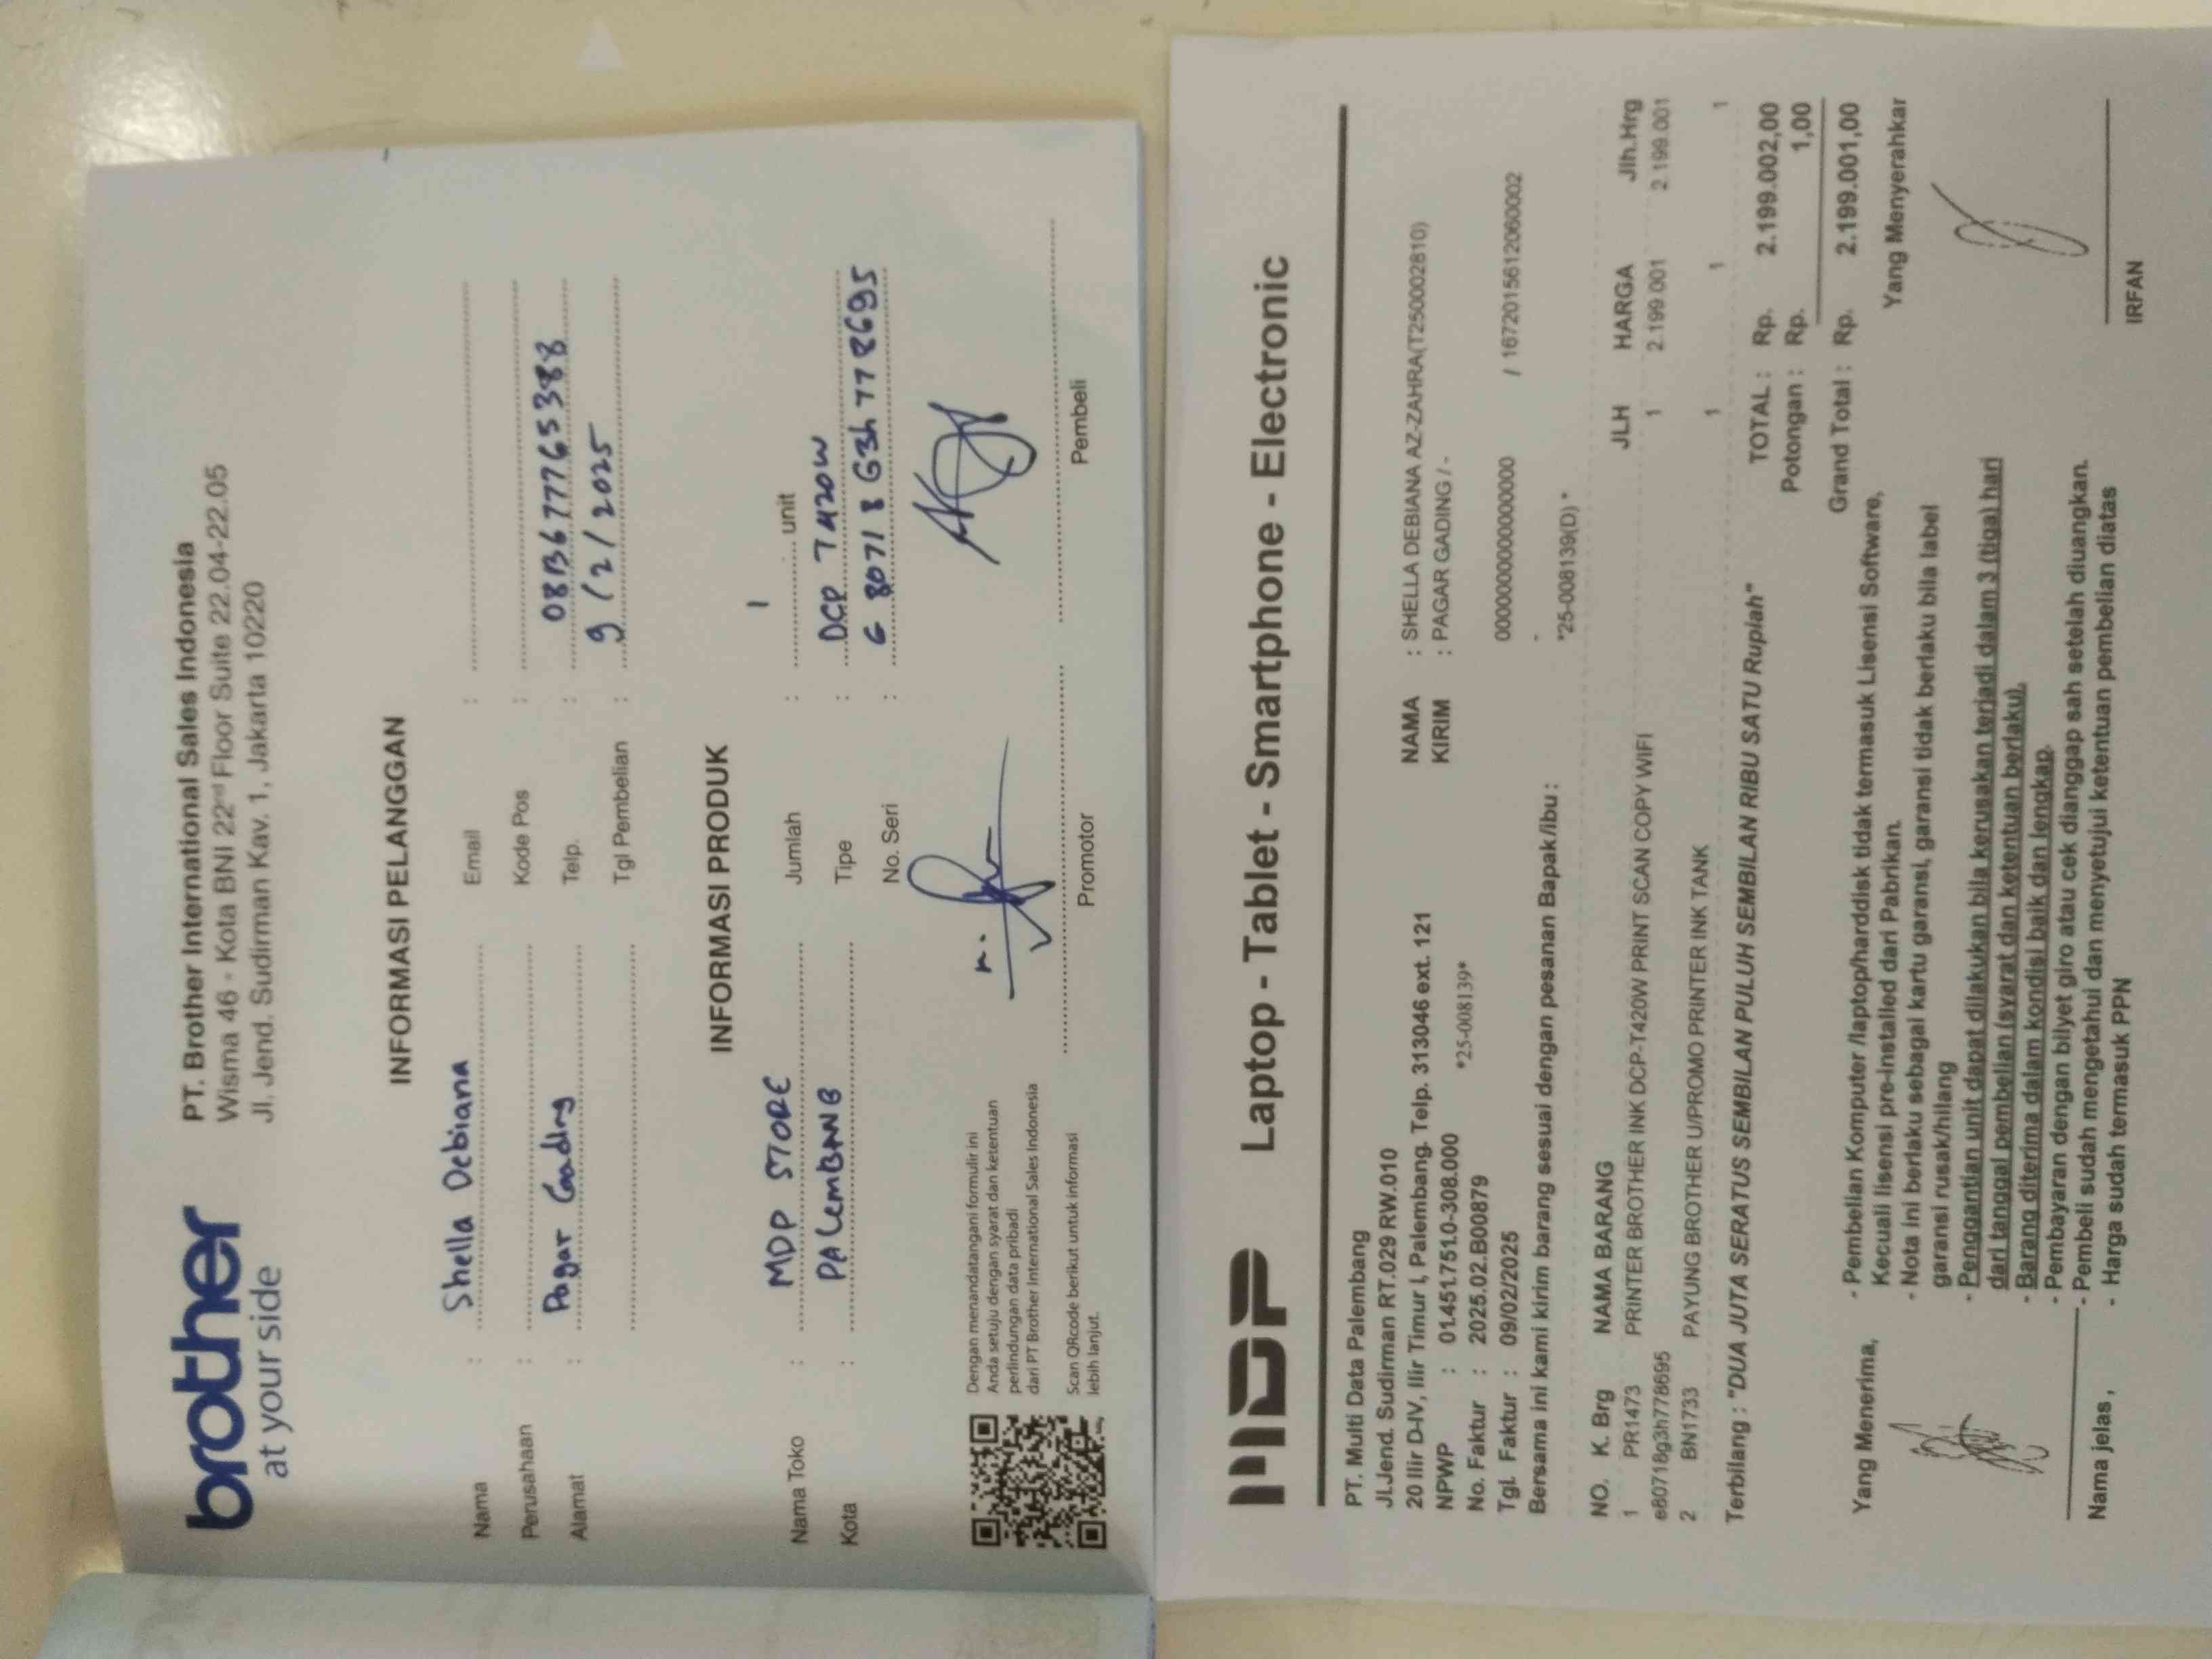 brother
at your side
PT. Brother International Sales Indonesia
Wisma 46 - Kota BNI 22nd Floor Suite 22.04-22.05
Jl. Jend. Sudirman Kav. 1, Jakarta 10220
INFORMASI PELANGGAN
Nama : Shella Debiana Email :
Perusahaan : Kode Pos :
Alamat : Pagar Gading Telp. : 081367776 5388
Tgl Pembelian : 9/2/2025
INFORMASI PRODUK
Nama Toko : MDP STORE Jumlah : 1 unit
Kota : PALEMBANG Tipe : DCP T420W
No. Seri : E 80718 G3h 778695
Dengan menandatangani formulir ini
Anda setuju dengan syarat dan ketentuan
perlindungan data pribadi
dari PT Brother International Sales Indonesia
Scan QRcode berikut untuk informasi
lebih lanjut.
Promotor Pembeli
MDP Laptop - Tablet - Smartphone - Electronic
PT. Multi Data Palembang
Jl.Jend. Sudirman RT.029 RW.010
20 Ilir D-IV, Ilir Timur I, Palembang. Telp. 313046 ext. 121
NPWP : 01.451.751.0-308.000
No. Faktur : 2025.02.B00879 *25-008139*
Tgl. Faktur : 09/02/2025
NAMA : SHELLA DEBIANA AZ-ZAHRA(T250002810)
KIRIM : PAGAR GADING / -
0000000000000000 / 1672015612060002
-
*25-008139(D) *
Bersama ini kami kirim barang sesuai dengan pesanan Bapak/ibu :
NO. K. Brg NAMA BARANG JLH HARGA Jlh.Hrg
1 PR1473 PRINTER BROTHER INK DCP-T420W PRINT SCAN COPY WIFI 1 2.199.001 2.199.001
e80718g3h778695
2 BN1733 PAYUNG BROTHER U/PROMO PRINTER INK TANK 1 1 1
Terbilang : "DUA JUTA SERATUS SEMBILAN PULUH SEMBILAN RIBU SATU Rupiah"
TOTAL : Rp. 2.199.002,00
Potongan : Rp. 1,00
Grand Total : Rp. 2.199.001,00
Yang Menerima,
- Pembelian Komputer /laptop/harddisk tidak termasuk Lisensi Software,
Kecuali lisensi pre-installed dari Pabrikan.
- Nota ini berlaku sebagai kartu garansi, garansi tidak berlaku bila label
garansi rusak/hilang
- Penggantian unit dapat dilakukan bila kerusakan terjadi dalam 3 (tiga) hari
dari tanggal pembelian (syarat dan ketentuan berlaku).
- Barang diterima dalam kondisi baik dan lengkap.
- Pembayaran dengan bilyet giro atau cek dianggap sah setelah diuangkan.
- Pembeli sudah mengetahui dan menyetujui ketentuan pembelian diatas
- Harga sudah termasuk PPN
Nama jelas ,
Yang Menyerahkan
IRFAN